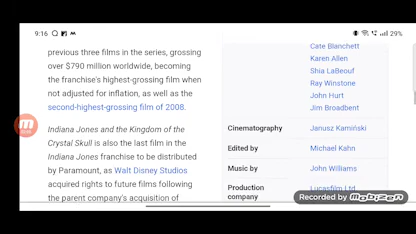 9:16
29%
previous three films in the series, grossing
over $790 million worldwide, becoming
the franchise's highest-grossing film when
not adjusted for inflation, as well as the
second-highest-grossing film of 2008.
Indiana Jones and the Kingdom of the
Crystal Skull is also the last film in the
Indiana Jones franchise to be distributed
by Paramount, as Walt Disney Studios
acquired rights to future films following
the parent company's acquisition of
Cate Blanchett
Karen Allen
Shia LaBeouf
Ray Winstone
John Hurt
Jim Broadbent
Cinematography Janusz Kamiński
Edited by Michael Kahn
Music by John Williams
Production
company
Lucasfilm Ltd.
Recorded by Mobizen